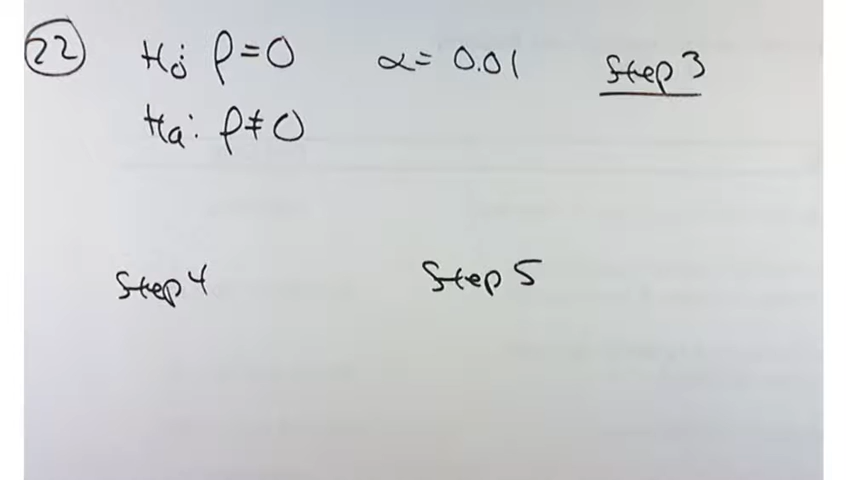 22 H₀: ρ = 0 α = 0.01 Step 3
Hₐ: ρ ≠ 0
Step 4 Step 5